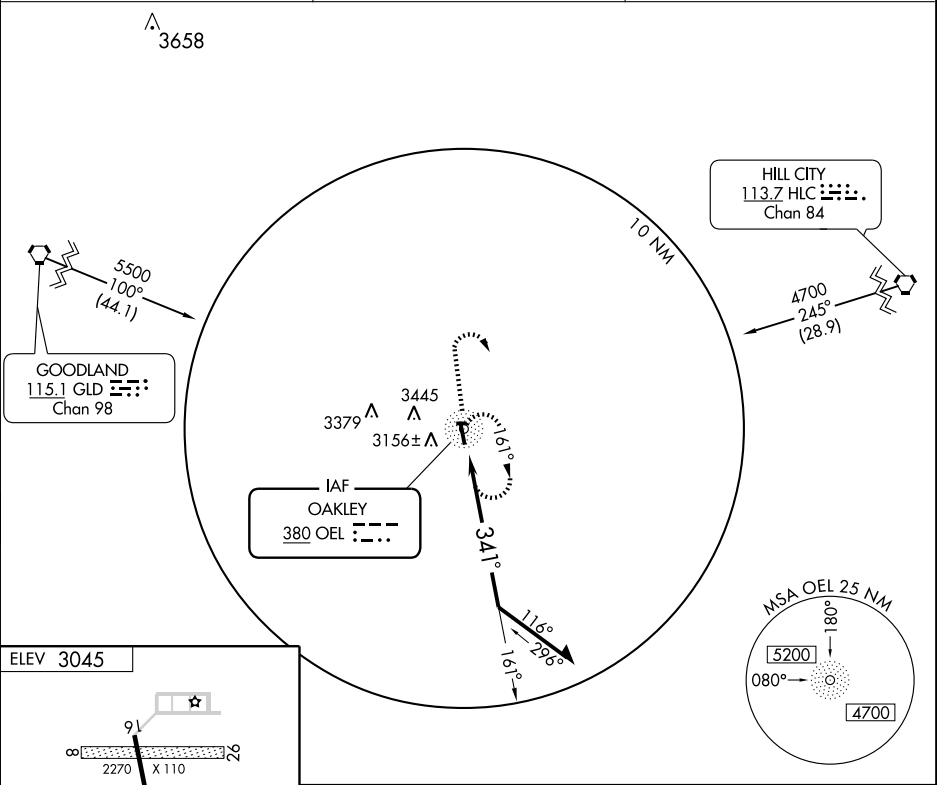 3658
10 NM
HILL CITY
113.7 HLC
Chan 84
4700
245°
(28.9)
5500
100°
(44.1)
GOODLAND
115.1 GLD
Chan 98
3445
3379
3156±
161°
IAF
OAKLEY
380 OEL
341°
116°
296°
161°
MSA OEL 25 NM
180°
5200
080°
4700
ELEV 3045
16
8
26
2270 X 110